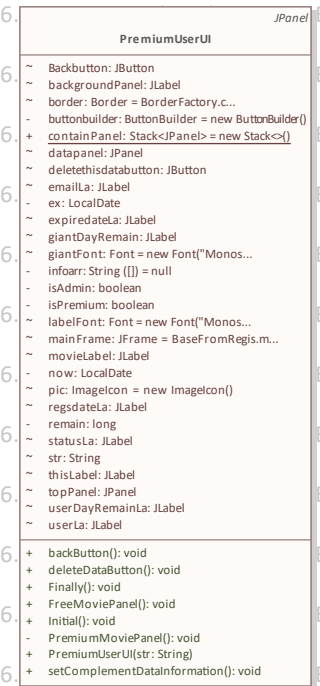 JPanel
PremiumUserUI
~ Backbutton: JButton
~ backgroundPanel: JLabel
~ border: Border = BorderFactory.c...
- buttonbuilder: ButtonBuilder = new ButtonBuilder()
+ containPanel: Stack<JPanel> = new Stack<>()
~ datapanel: JPanel
~ deletethisdatabutton: JButton
~ emailLa: JLabel
- ex: LocalDate
~ expiredateLa: JLabel
~ giantDayRemain: JLabel
~ giantFont: Font = new Font("Monos...
- infoarr: String ([]) = null
- isAdmin: boolean
- isPremium: boolean
~ labelFont: Font = new Font("Monos...
~ mainFrame: JFrame = BaseFromRegis.m...
~ movieLabel: JLabel
- now: LocalDate
~ pic: ImageIcon = new ImageIcon()
~ regsdateLa: JLabel
- remain: long
~ statusLa: JLabel
~ str: String
~ thisLabel: JLabel
~ topPanel: JPanel
~ userDayRemainLa: JLabel
~ userLa: JLabel
+ backButton(): void
+ deleteDataButton(): void
+ Finally(): void
+ FreeMoviePanel(): void
+ Initial(): void
- PremiumMoviePanel(): void
+ PremiumUserUI(str: String)
+ setComplementDataInformation(): void